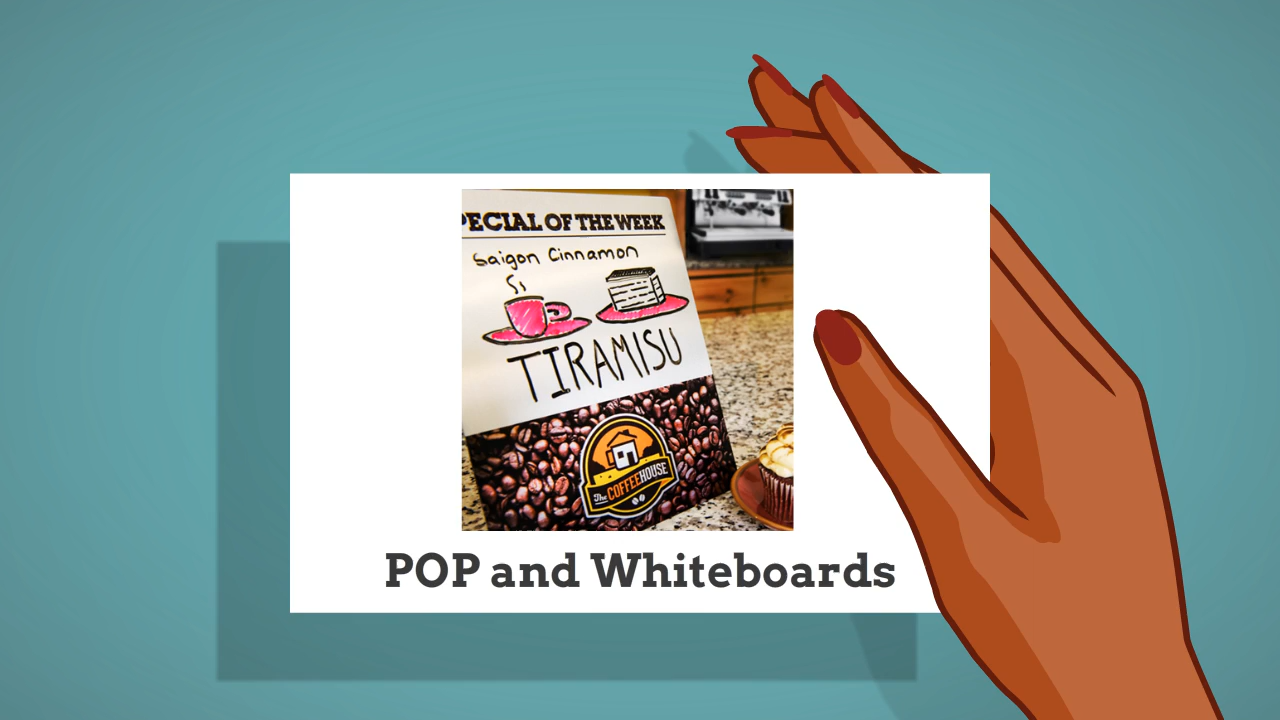 PECIAL OF THE WEEK
Saigon Cinnamon
TIRAMISU
The COFFEEHOUSE
POP and Whiteboards